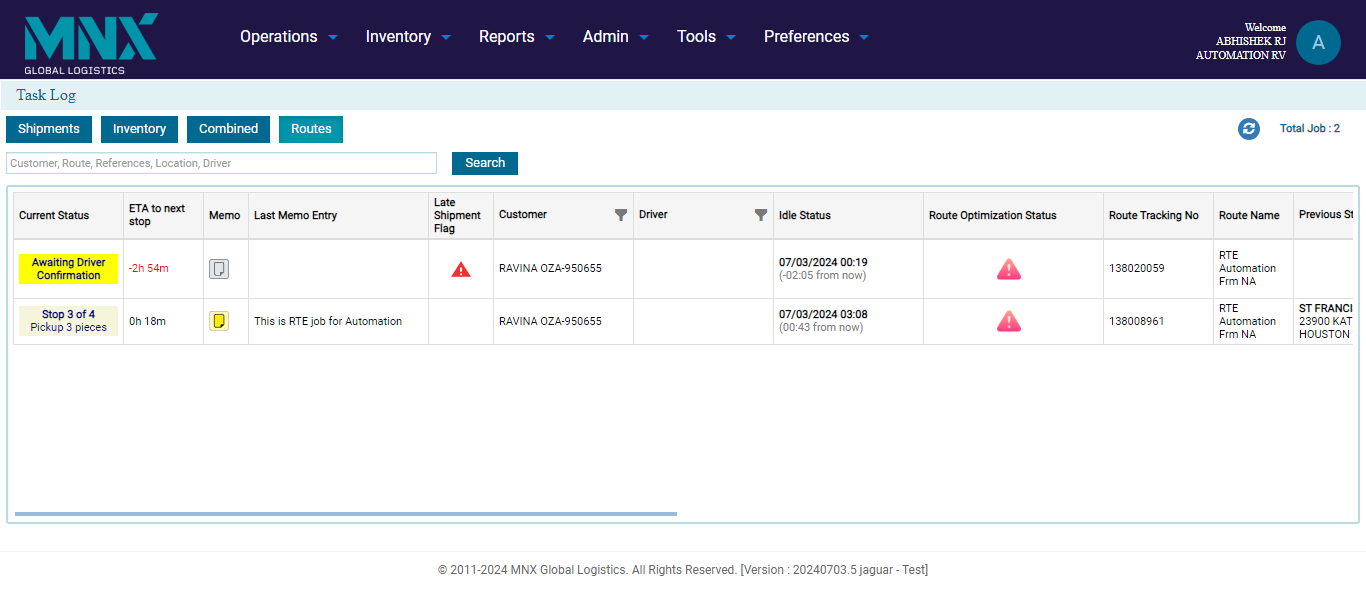 MNX
GLOBAL LOGISTICS
Operations
Inventory
Reports
Admin
Tools
Preferences
Welcome
ABHISHEK RJ
AUTOMATION RV
A
Task Log
Shipments
Inventory
Combined
Routes
Total Job : 2
Customer, Route, References, Location, Driver
Search
Current Status
ETA to next
stop
Memo
Last Memo Entry
Late
Shipment
Flag
Customer
Driver
Idle Status
Route Optimization Status
Route Tracking No
Route Name
Previous St
Awaiting Driver
Confirmation
-2h 54m
RAVINA OZA-950655
07/03/2024 00:19
(-02:05 from now)
138020059
RTE
Automation
Frm NA
Stop 3 of 4
Pickup 3 pieces
0h 18m
This is RTE job for Automation
RAVINA OZA-950655
07/03/2024 03:08
(00:43 from now)
138008961
RTE
Automation
Frm NA
ST FRANCI
23900 KAT
HOUSTON
© 2011-2024 MNX Global Logistics. All Rights Reserved. [Version : 20240703.5 jaguar - Test]